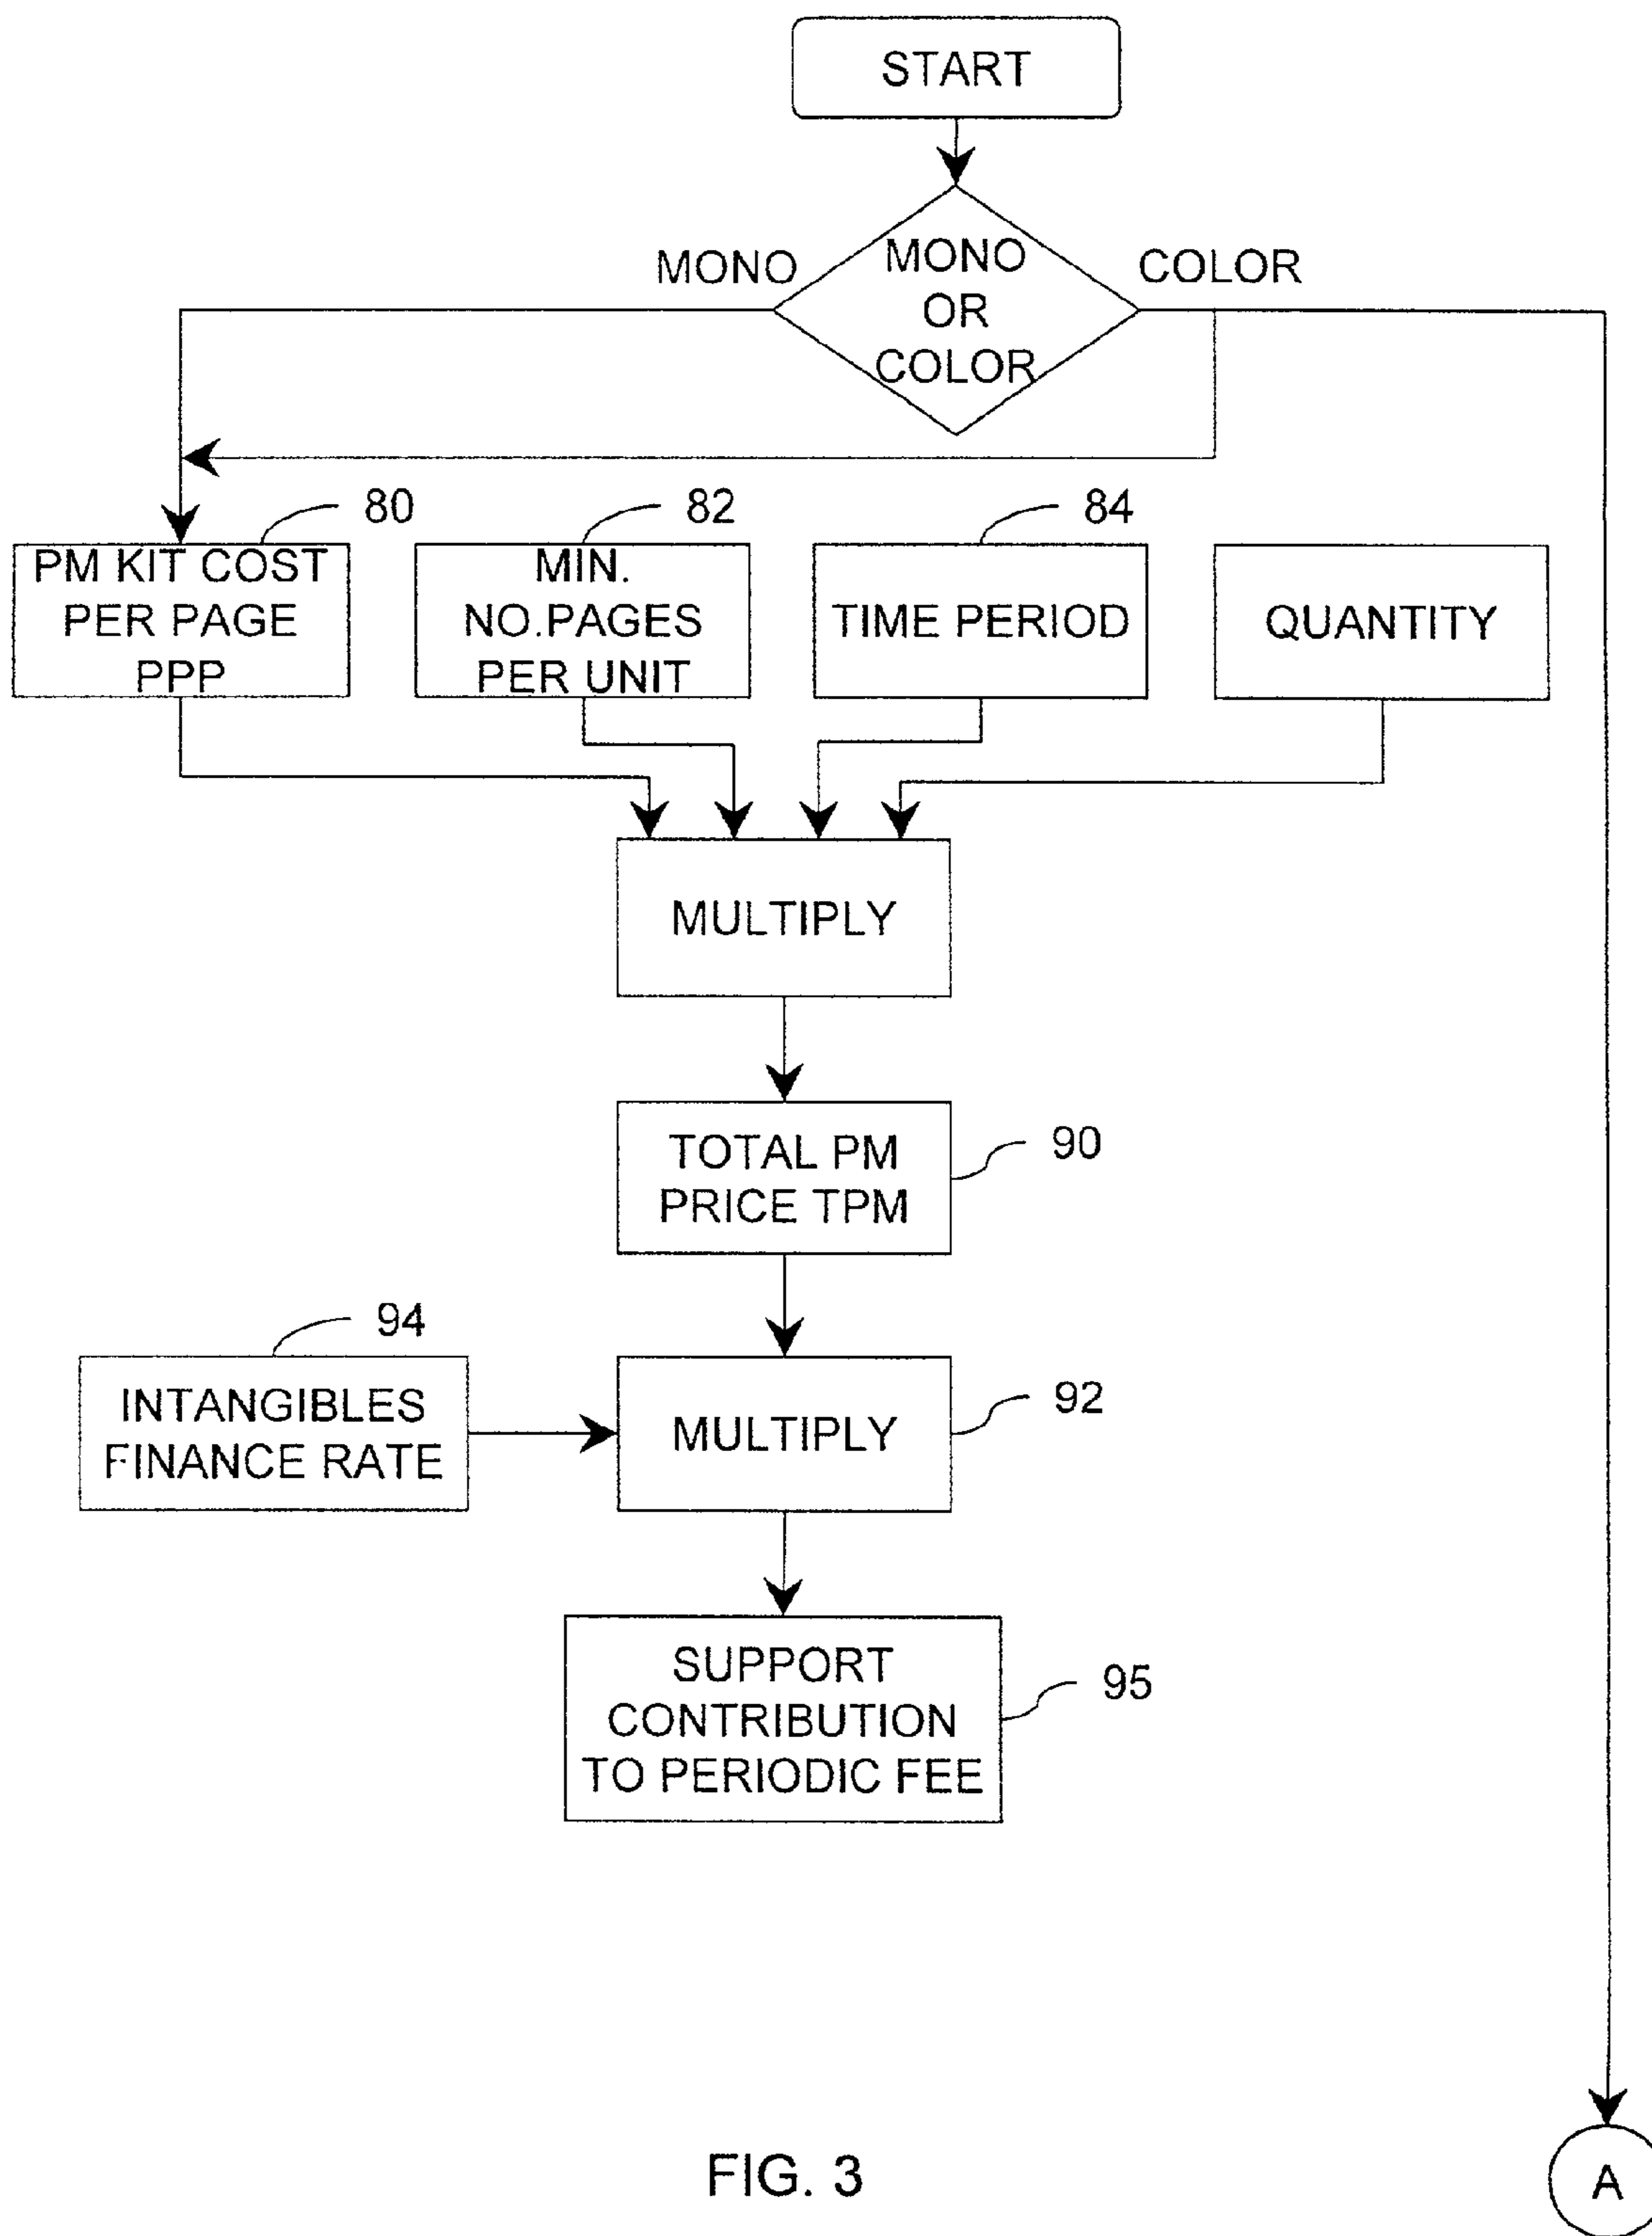 START
MONO
MONO
OR
COLOR
COLOR
80
82
84
PM KIT COST
PER PAGE
PPP
MIN.
NO.PAGES
PER UNIT
TIME PERIOD
QUANTITY
MULTIPLY
TOTAL PM
PRICE TPM
90
94
INTANGIBLES
FINANCE RATE
MULTIPLY
92
SUPPORT
CONTRIBUTION
TO PERIODIC FEE
95
FIG. 3
A